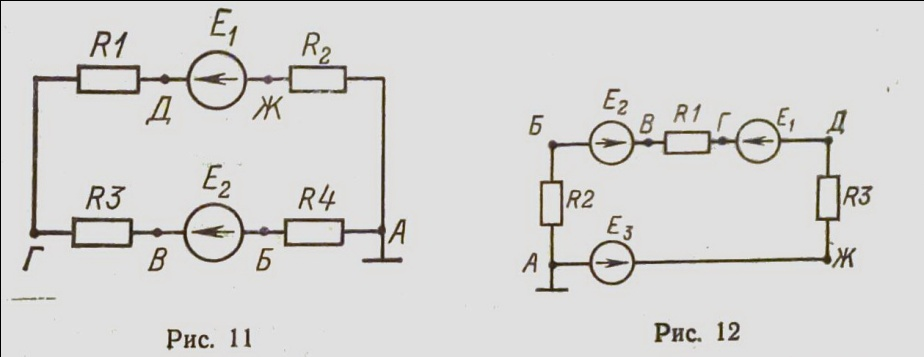 R1 E1 R2
Д Ж
R3 E2 R4
Г В Б А
Рис. 11
Б E2 В R1 Г E1 Д
R2 R3
А E3 Ж
Рис. 12